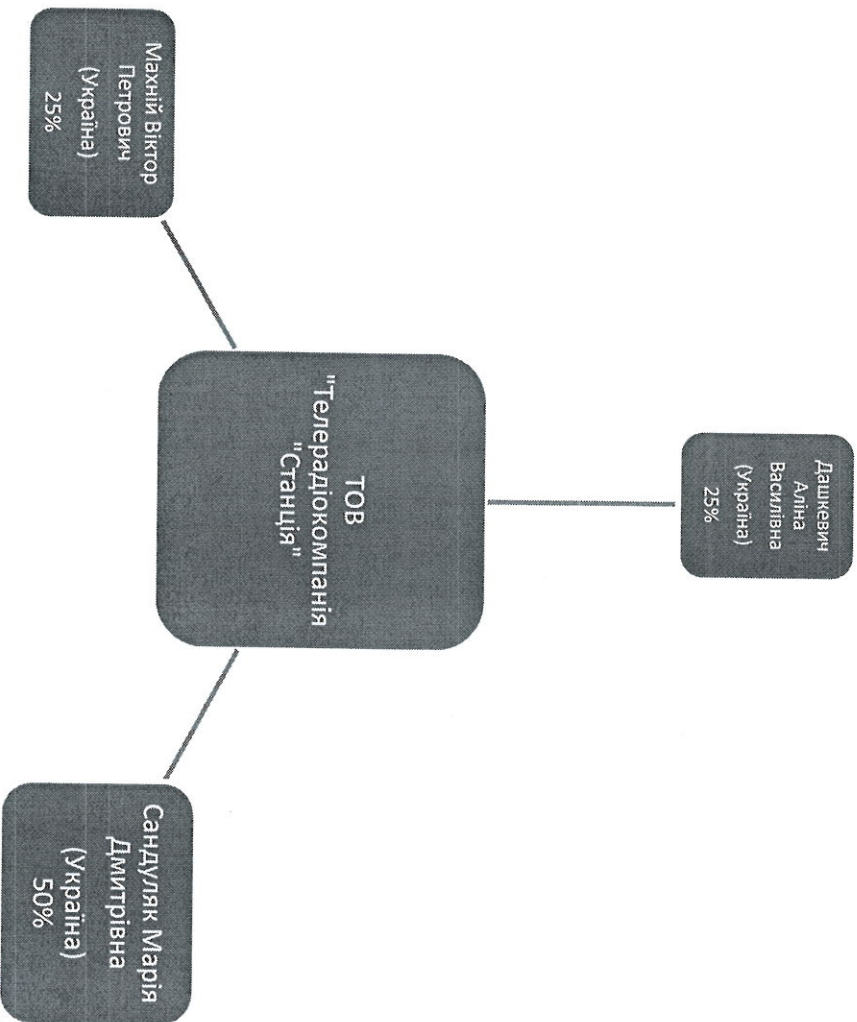 Дашкевич
Аліна
Василівна
(Україна)
25%
ТОВ
"Телерадіокомпанія
"Станція"
Махній Віктор
Петрович
(Україна)
25%
Сандуляк Марія
Дмитрівна
(Україна)
50%